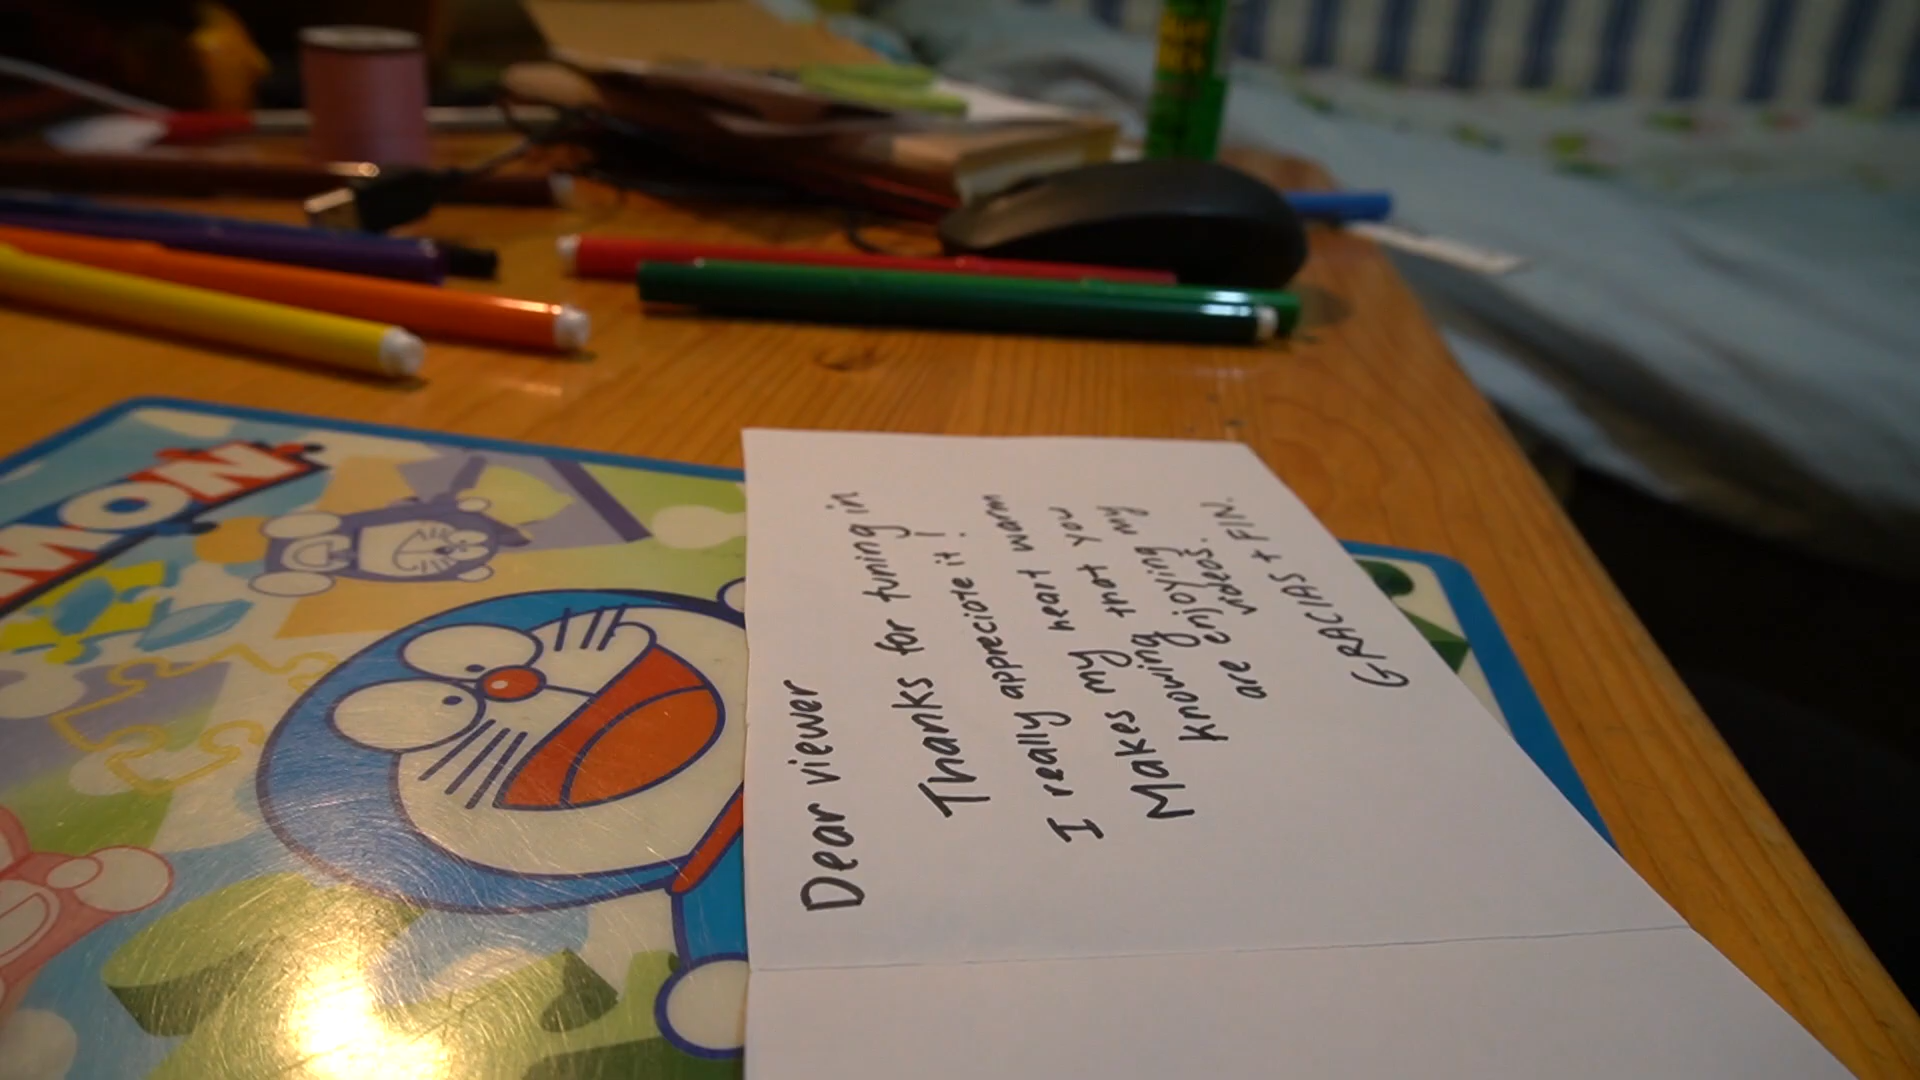 Dear viewer
Thanks for tuning in
I really appreciate it!
Makes my heart warm
knowing that you
are enjoying my
videos.
GRACIAS + FIN.
MON